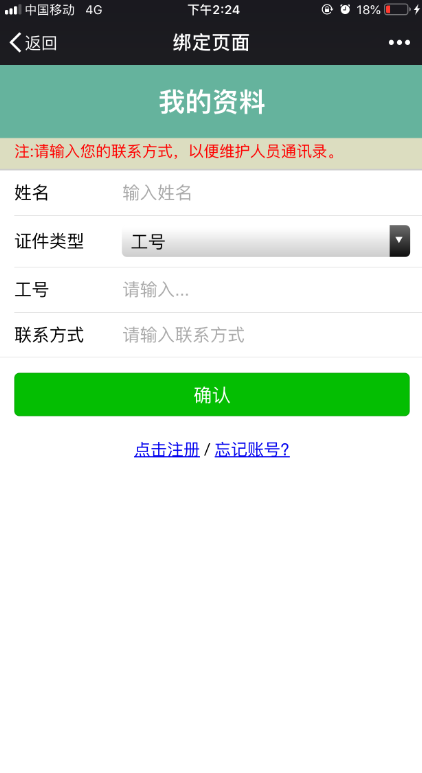 中国移动 4G 下午2:24 18%
返回 绑定页面
我的资料
注:请输入您的联系方式，以便维护人员通讯录。
姓名 输入姓名
证件类型 工号
工号 请输入...
联系方式 请输入联系方式
确认
点击注册 / 忘记账号?